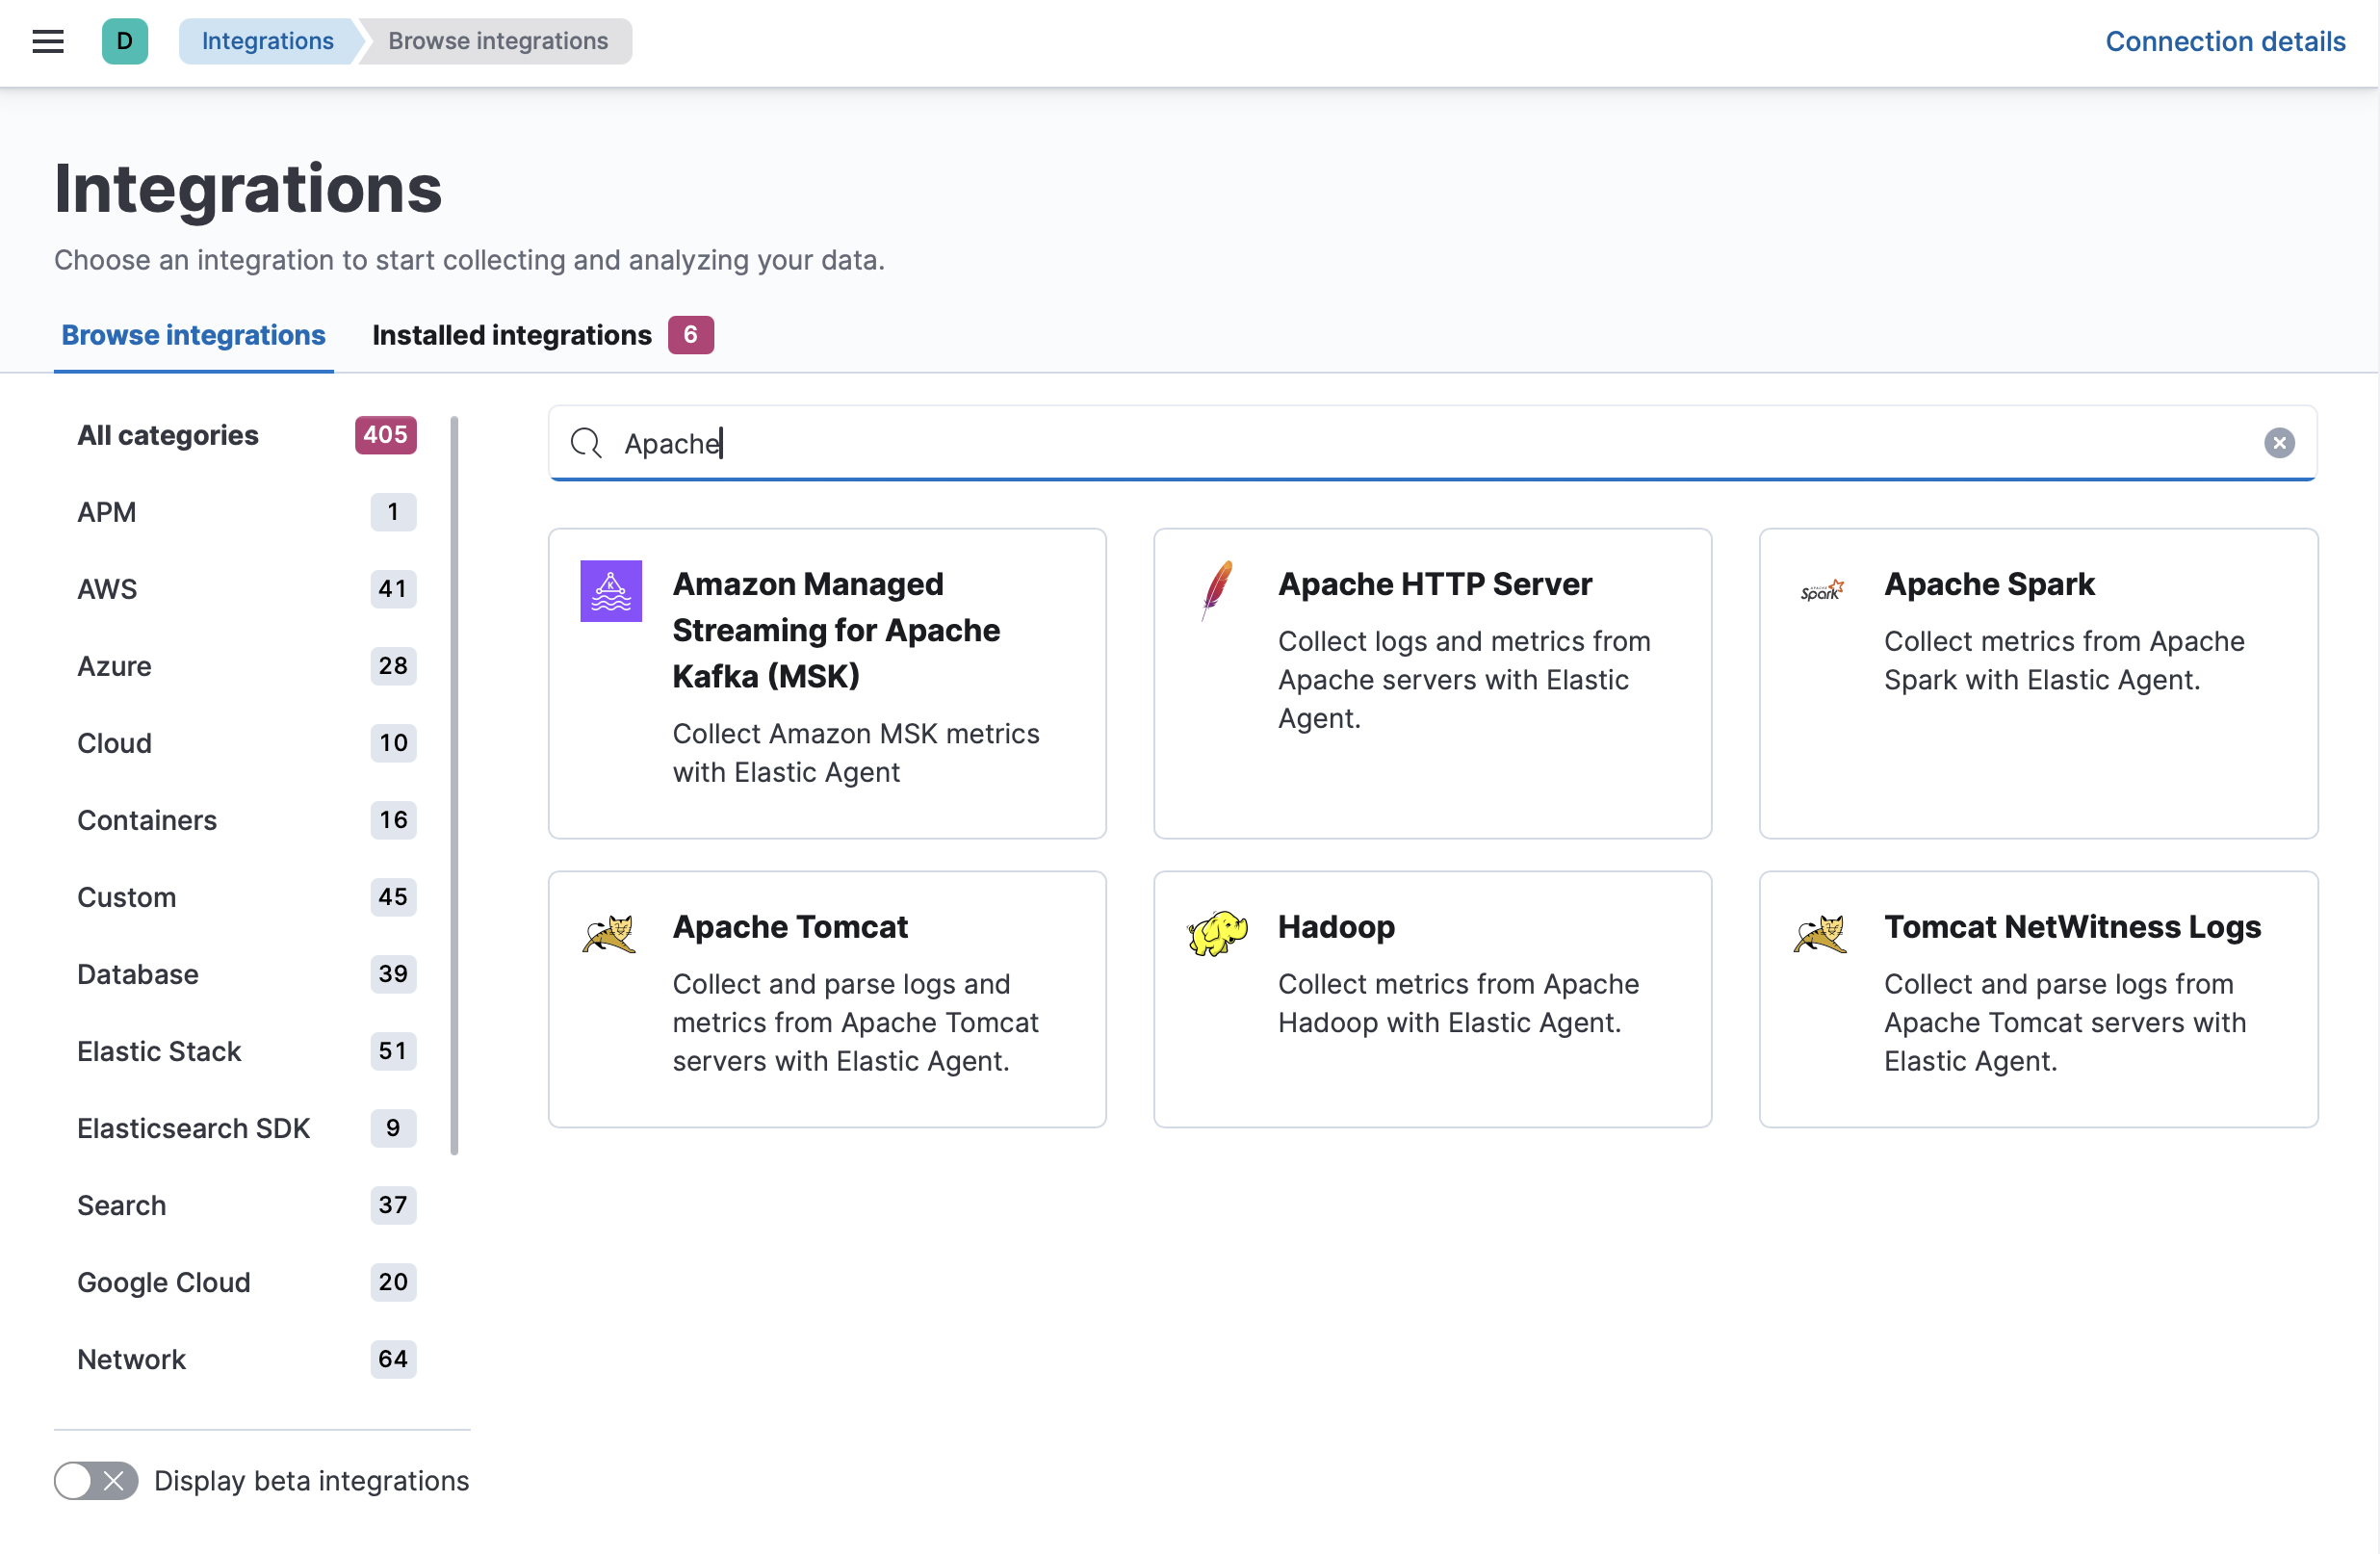 D
Integrations
Browse integrations
Connection details
Integrations
Choose an integration to start collecting and analyzing your data.
Browse integrations
Installed integrations 6
All categories 405
APM 1
AWS 41
Azure 28
Cloud 10
Containers 16
Custom 45
Database 39
Elastic Stack 51
Elasticsearch SDK 9
Search 37
Google Cloud 20
Network 64
Display beta integrations
Apache
K
Amazon Managed
Streaming for Apache
Kafka (MSK)
Collect Amazon MSK metrics
with Elastic Agent
Apache HTTP Server
Collect logs and metrics from
Apache servers with Elastic
Agent.
Spark
Apache Spark
Collect metrics from Apache
Spark with Elastic Agent.
Apache Tomcat
Collect and parse logs and
metrics from Apache Tomcat
servers with Elastic Agent.
Hadoop
Collect metrics from Apache
Hadoop with Elastic Agent.
Tomcat NetWitness Logs
Collect and parse logs from
Apache Tomcat servers with
Elastic Agent.